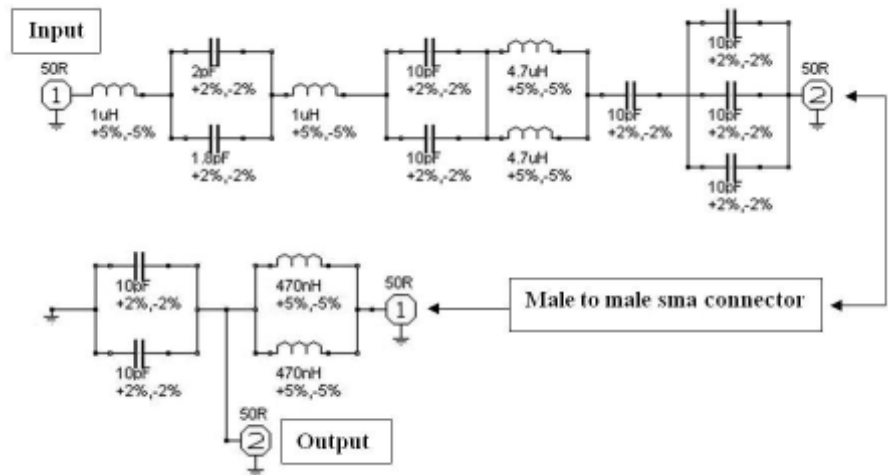 Input
50R
1
1uH
+5%,-5%
2pF
+2%,-2%
1.8pF
+2%,-2%
1uH
+5%,-5%
10pF
+2%,-2%
10pF
+2%,-2%
4.7uH
+5%,-5%
4.7uH
+5%,-5%
10pF
+2%,-2%
10pF
+2%,-2%
10pF
+2%,-2%
10pF
+2%,-2%
50R
2
10pF
+2%,-2%
10pF
+2%,-2%
470nH
+5%,-5%
470nH
+5%,-5%
50R
1
Male to male sma connector
50R
2
Output